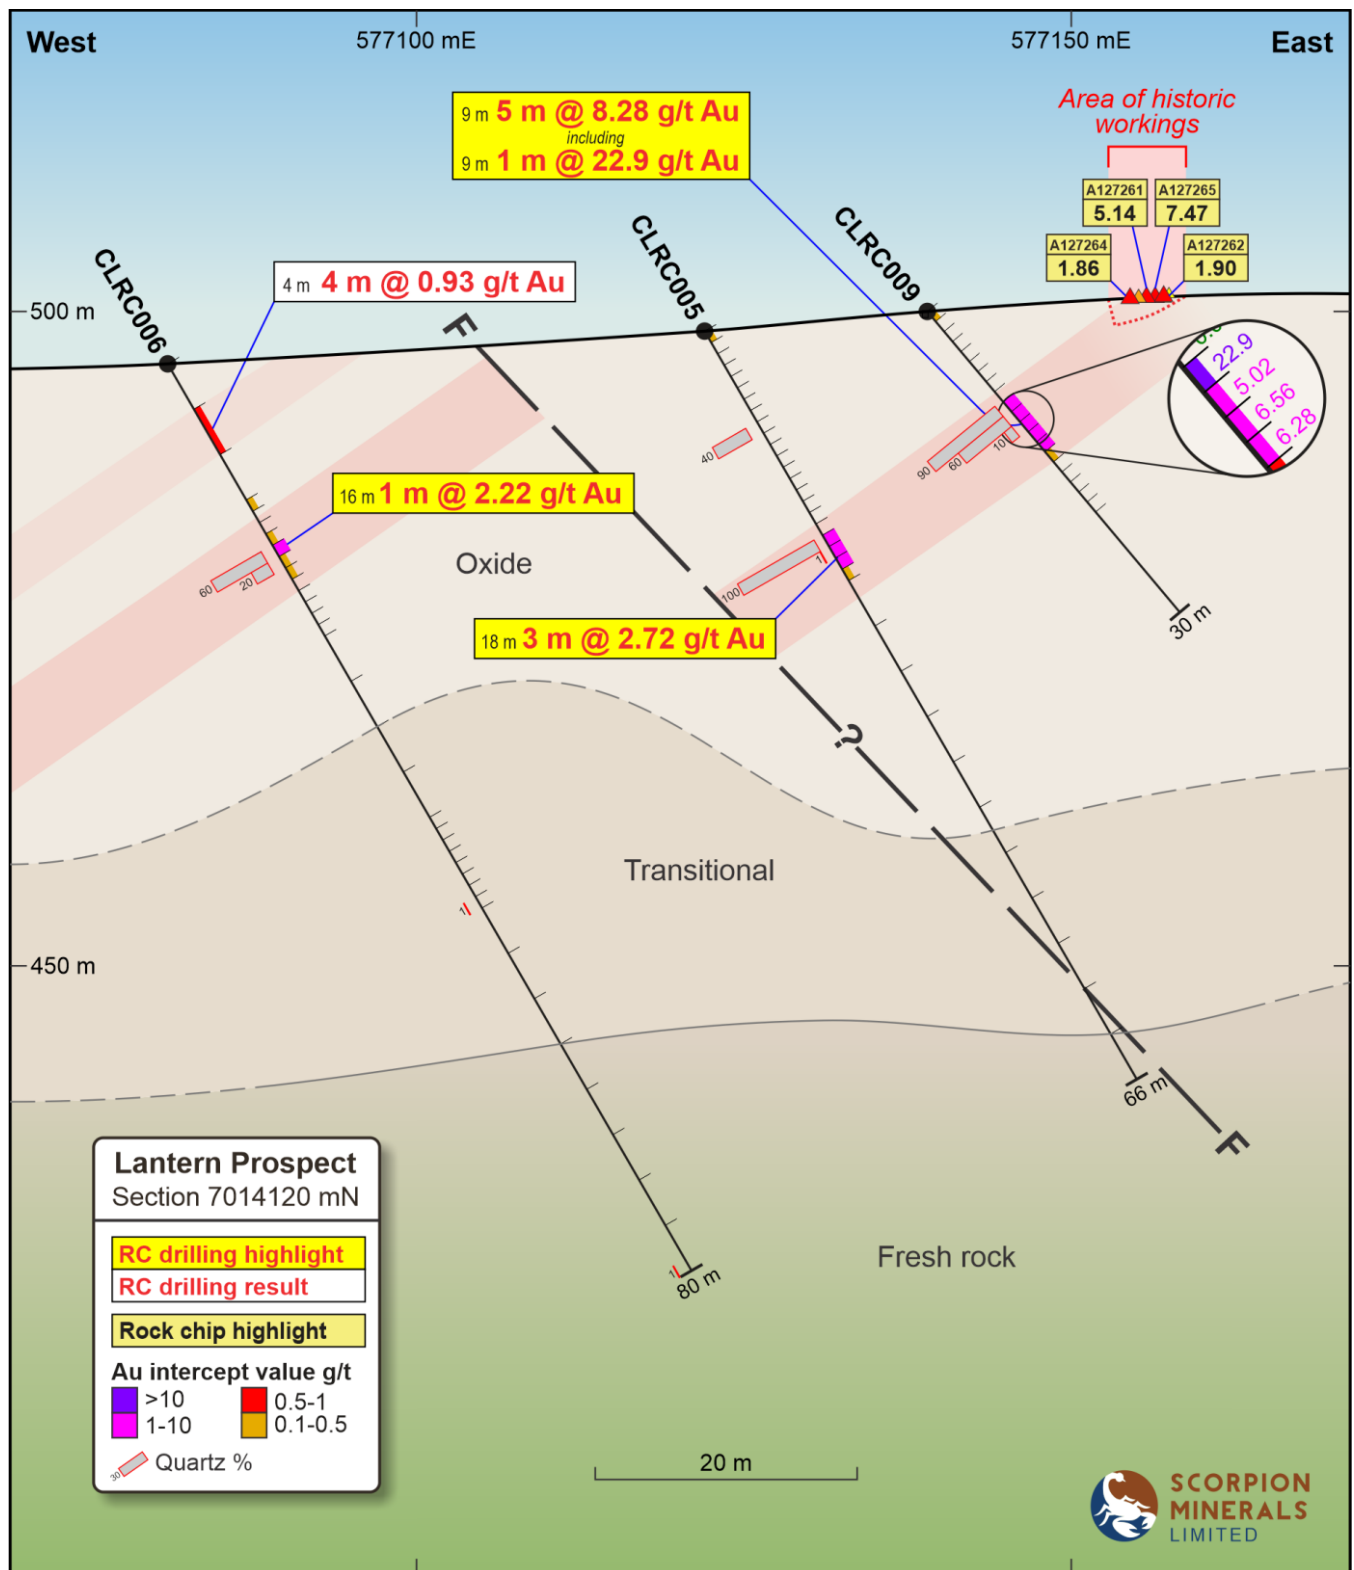 West
577100 mE
577150 mE
East
Area of historic
workings
9 m 5 m @ 8.28 g/t Au
including
9 m 1 m @ 22.9 g/t Au
A127261
5.14
A127265
7.47
A127264
1.86
A127262
1.90
CLRC006
CLRC005
CLRC009
4 m 4 m @ 0.93 g/t Au
500 m
F
22.9
5.02
6.56
6.28
40
90
60
10
16 m 1 m @ 2.22 g/t Au
Oxide
60
20
100
1
18 m 3 m @ 2.72 g/t Au
30 m
?
Transitional
1
450 m
66 m
F
1
80 m
Fresh rock
Lantern Prospect
Section 7014120 mN
RC drilling highlight
RC drilling result
Rock chip highlight
Au intercept value g/t
>10
0.5-1
1-10
0.1-0.5
30
Quartz %
20 m
SCORPION
MINERALS
LIMITED